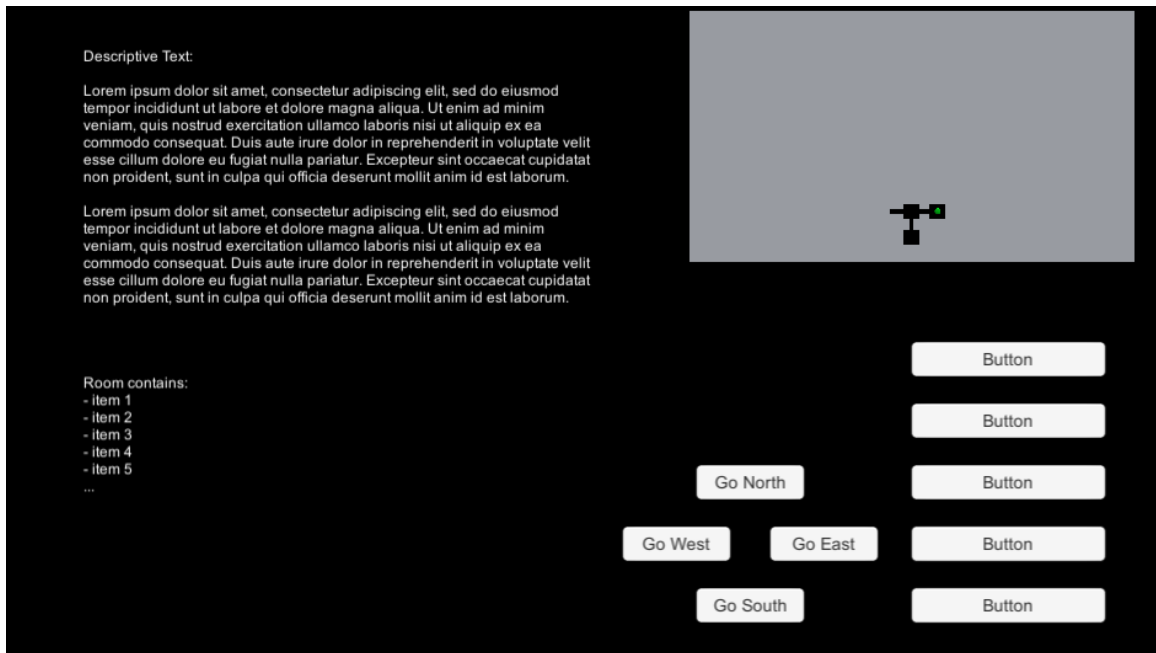 Descriptive Text:
Lorem ipsum dolor sit amet, consectetur adipiscing elit, sed do eiusmod
tempor incididunt ut labore et dolore magna aliqua. Ut enim ad minim
veniam, quis nostrud exercitation ullamco laboris nisi ut aliquip ex ea
commodo consequat. Duis aute irure dolor in reprehenderit in voluptate velit
esse cillum dolore eu fugiat nulla pariatur. Excepteur sint occaecat cupidatat
non proident, sunt in culpa qui officia deserunt mollit anim id est laborum.
Lorem ipsum dolor sit amet, consectetur adipiscing elit, sed do eiusmod
tempor incididunt ut labore et dolore magna aliqua. Ut enim ad minim
veniam, quis nostrud exercitation ullamco laboris nisi ut aliquip ex ea
commodo consequat. Duis aute irure dolor in reprehenderit in voluptate velit
esse cillum dolore eu fugiat nulla pariatur. Excepteur sint occaecat cupidatat
non proident, sunt in culpa qui officia deserunt mollit anim id est laborum.
Room contains:
- item 1
- item 2
- item 3
- item 4
- item 5
...
Button
Button
Go North
Button
Go West
Go East
Button
Go South
Button